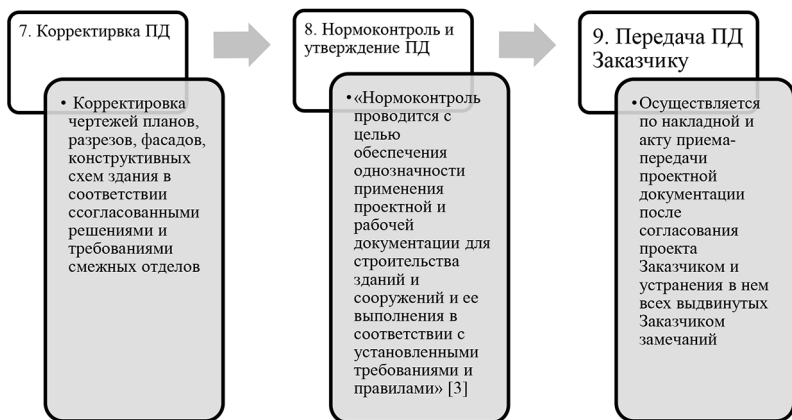 7. Корректирвка ПД
• Корректировка
чертежей планов,
разрезов, фасадов,
конструктивных
схем здания в
соответствии
ссогласованными
решениями и
требованиями
смежных отделов
8. Нормоконтроль и
утверждение ПД
•«Нормоконтроль
проводится с
целью
обеспечения
однозначности
применения
проектной и
рабочей
документации для
строительства
зданий и
сооружений и ее
выполнения в
соответствии с
установленными
требованиями и
правилами» [3]
9. Передача ПД
Заказчику
•Осуществляется
по накладной и
акту приема-
передачи
проектной
документации
после
согласования
проекта
Заказчиком и
устранения в нем
всех выдвинутых
Заказчиком
замечаний